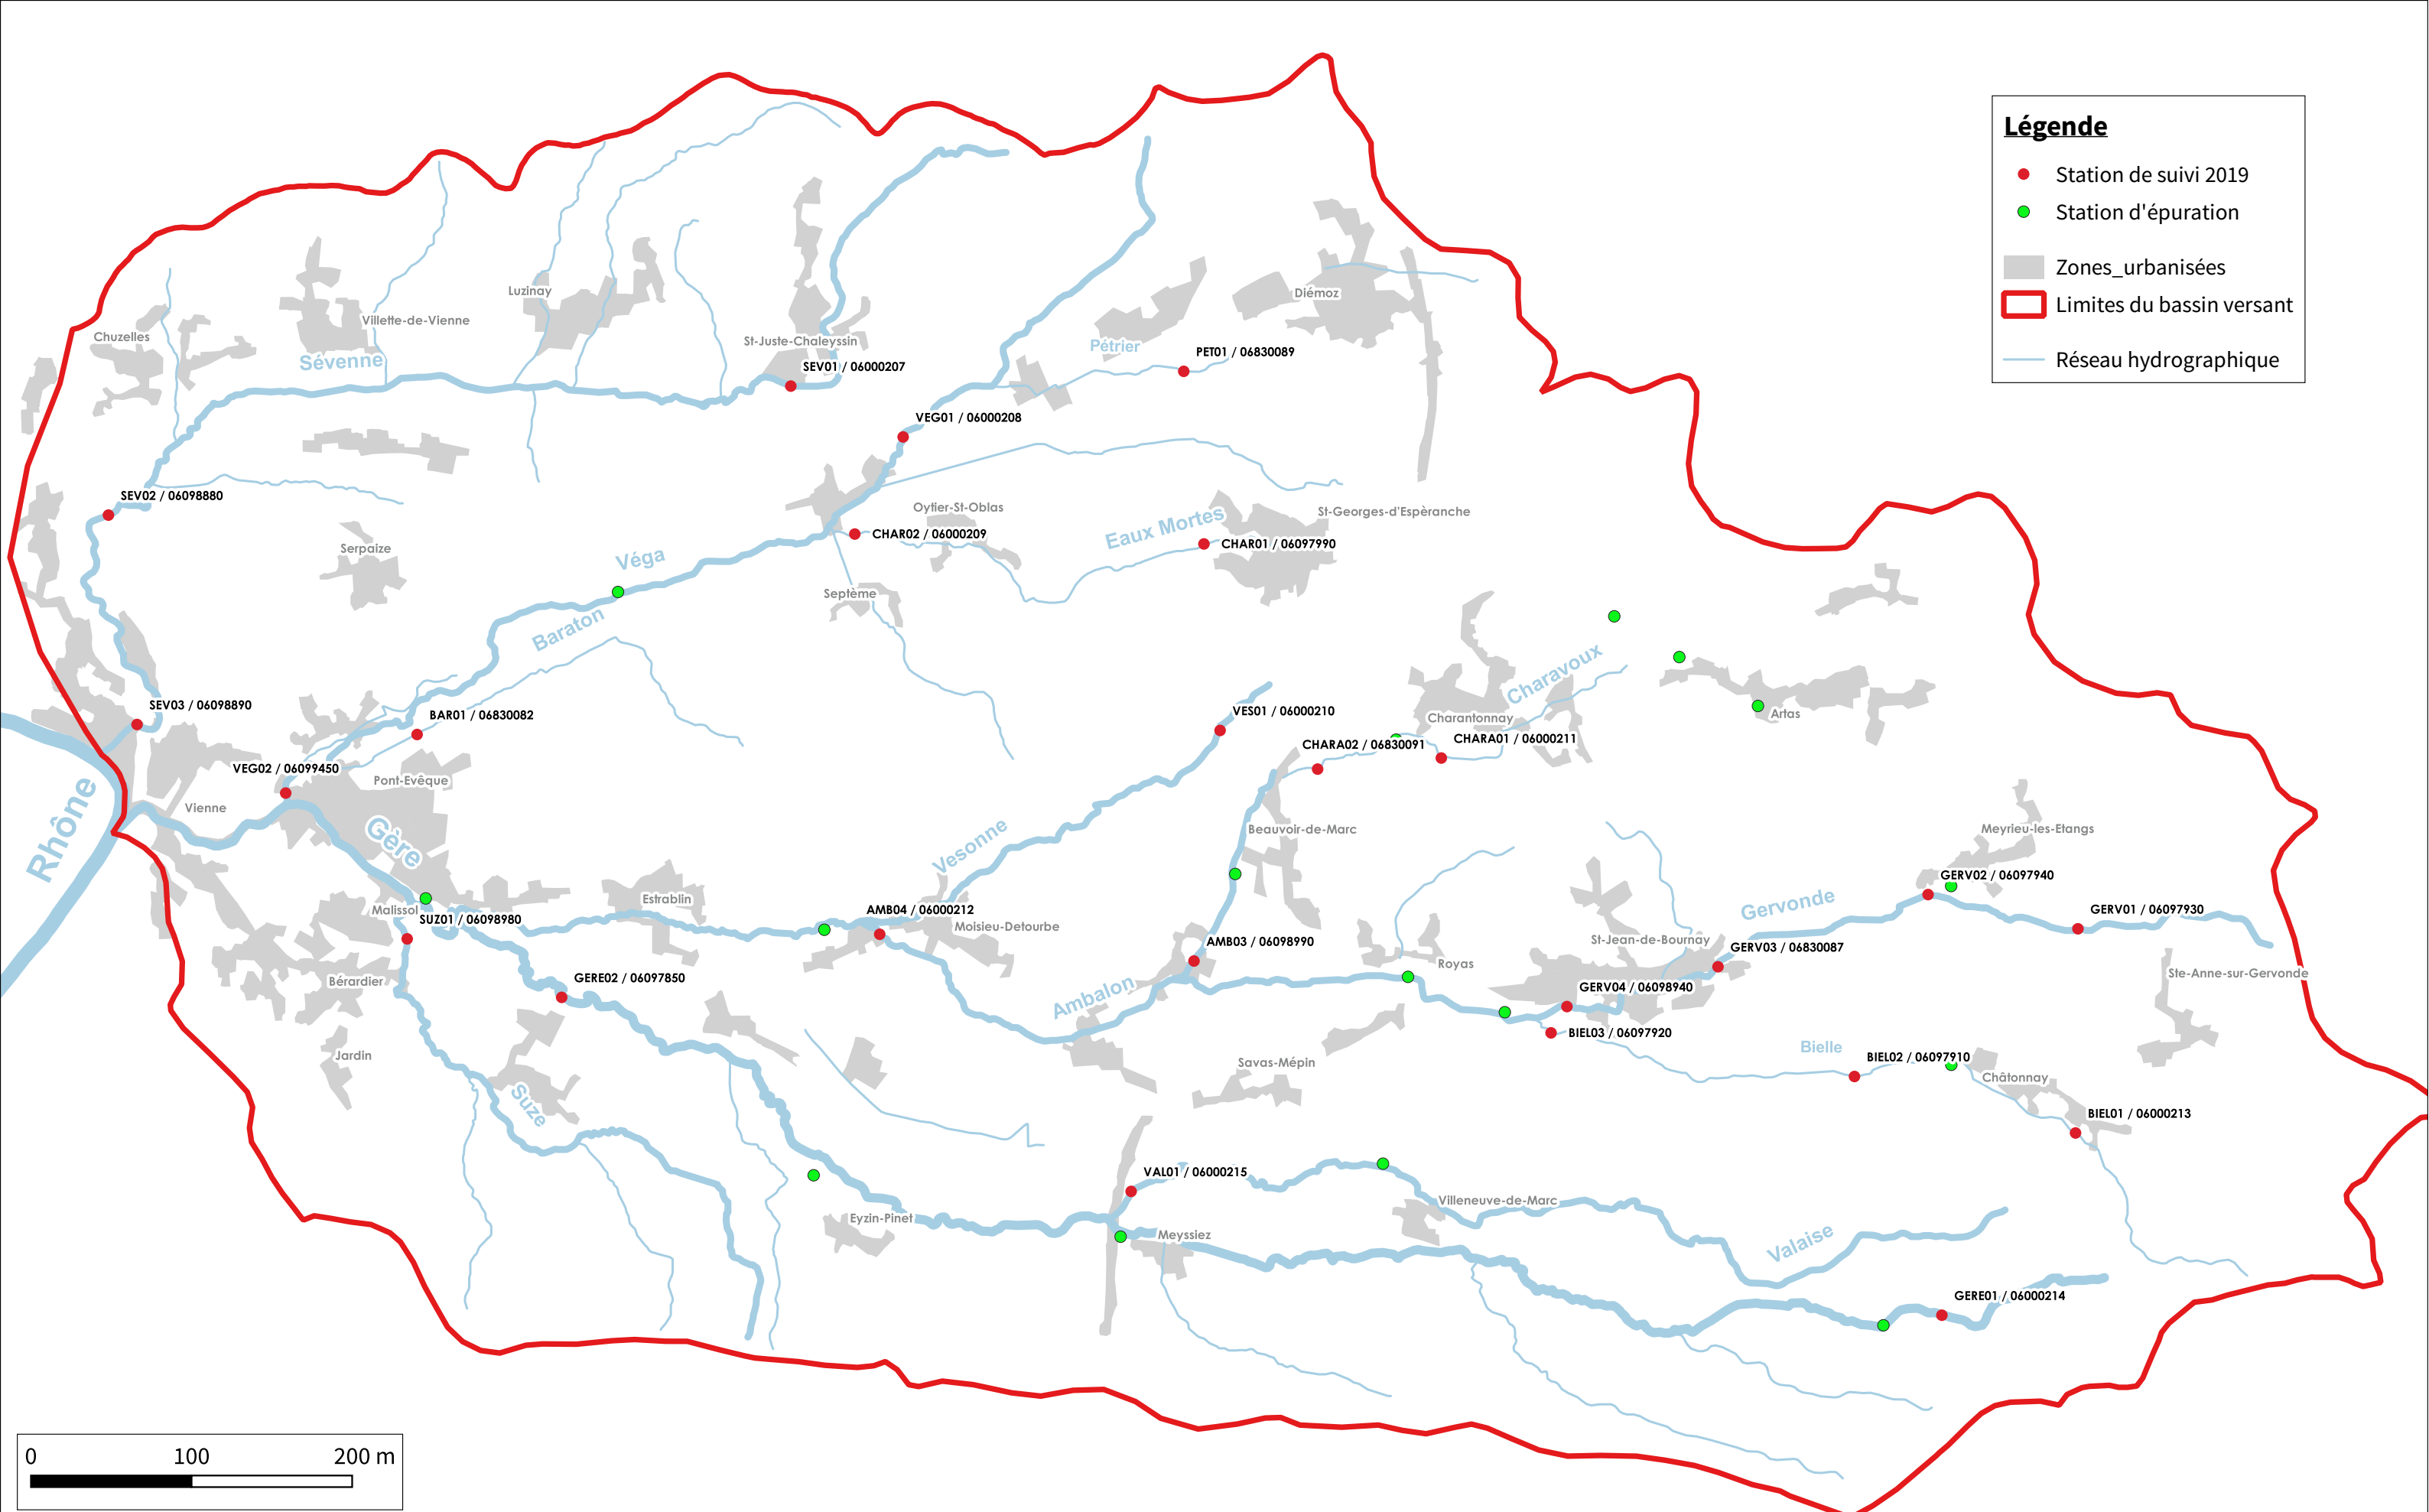 Légende
Station de suivi 2019
Station d'épuration
Zones_urbanisées
Limites du bassin versant
Réseau hydrographique
Luzinay
Diémoz
Villette-de-Vienne
Chuzelles
St-Juste-Chaleyssin
Pétrier
PET01 / 06830089
Sévenne
SEV01 / 06000207
VEG01 / 06000208
SEV02 / 06098880
Oytier-St-Oblas
St-Georges-d'Espèranche
Eaux Mortes
CHAR02 / 06000209
CHAR01 / 06097990
Serpaize
Véga
Septème
Baraton
Charavoux
SEV03 / 06098890
BAR01 / 06830082
VES01 / 06000210
Charantonnay
Artas
CHARA02 / 06830091
CHARA01 / 06000211
VEG02 / 06099450
Pont-Evêque
Vienne
Rhône
Gère
Vesonne
Beauvoir-de-Marc
Meyrieu-les-Etangs
GERV02 / 06097940
Estrablin
Malissol
SUZ01 / 06098980
AMB04 / 06000212
Moisieu-Detourbe
Gervonde
GERV01 / 06097930
AMB03 / 06098990
St-Jean-de-Bournay
GERV03 / 06830087
Royas
Ste-Anne-sur-Gervonde
Bérardier
GERE02 / 06097850
Ambalon
GERV04 / 06098940
BIEL03 / 06097920
Jardin
Savas-Mépin
Bielle
BIEL02 / 06097910
Châtonnay
Suze
BIEL01 / 06000213
VAL01 / 06000215
Villeneuve-de-Marc
Eyzin-Pinet
Meyssiez
Valaise
GERE01 / 06000214
0 100 200 m